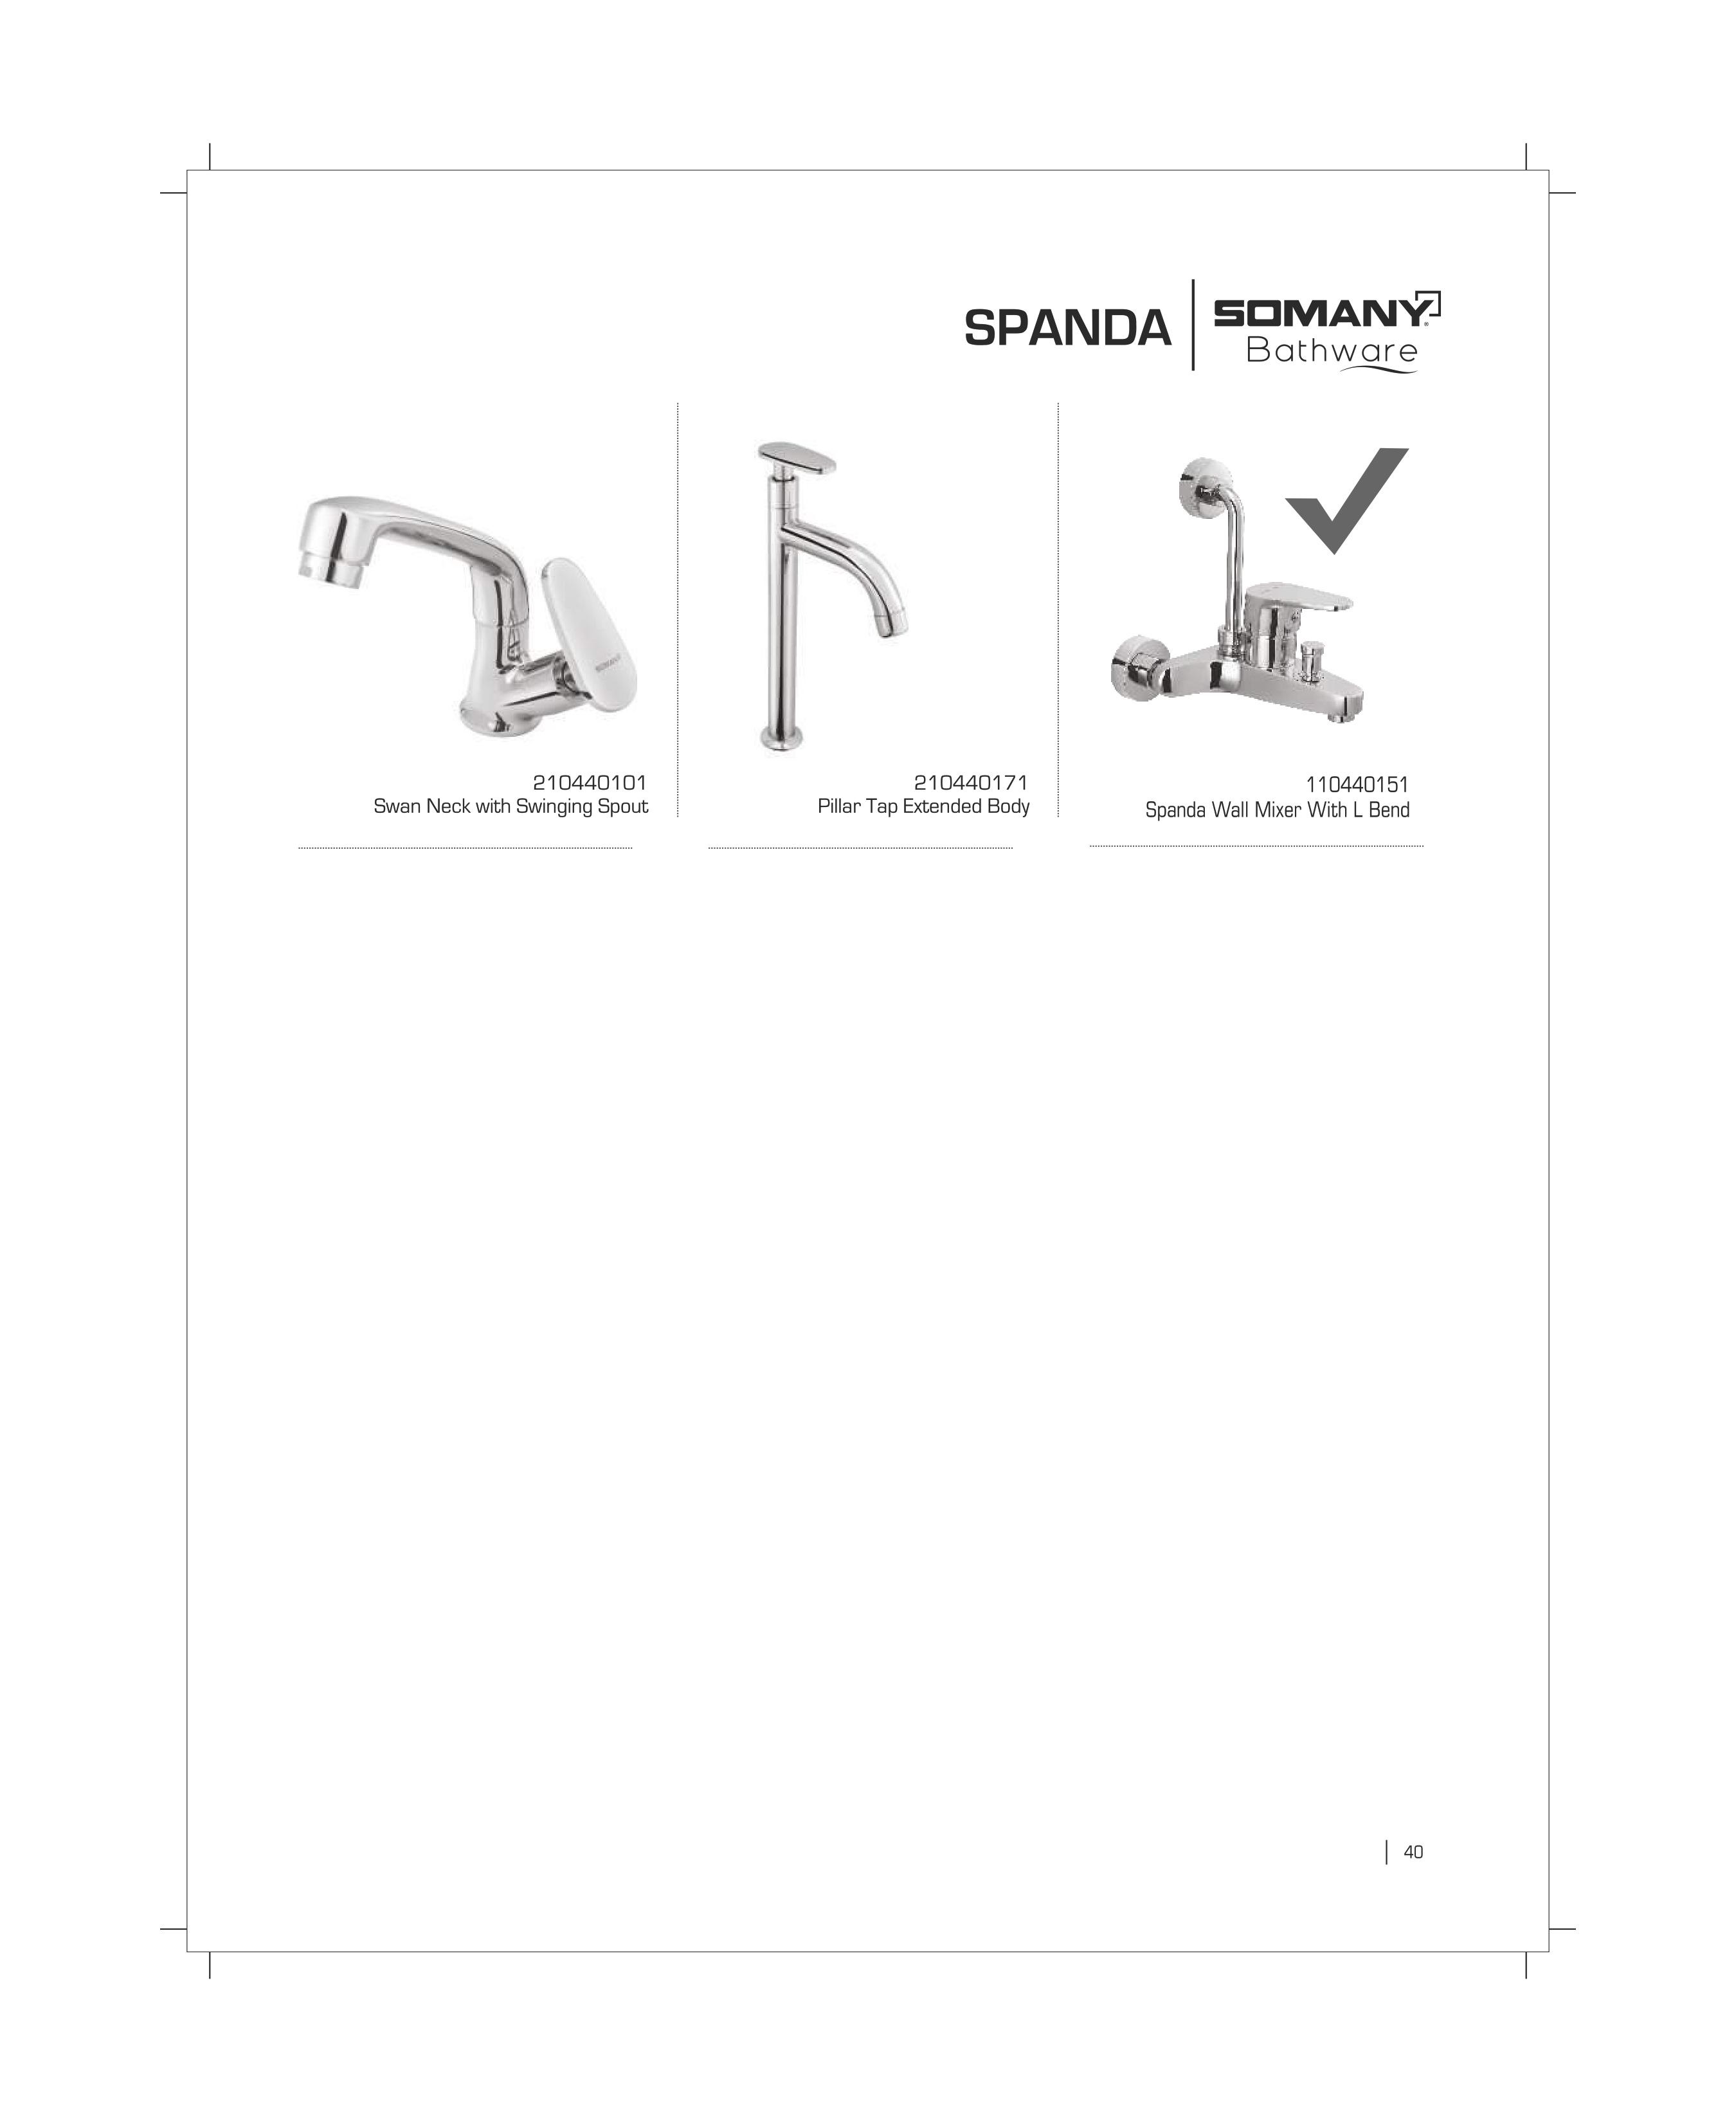 SPANDA
SOMANY®
Bathware
SOMANY
210440101
Swan Neck with Swinging Spout
210440171
Pillar Tap Extended Body
110440151
Spanda Wall Mixer With L Bend
40